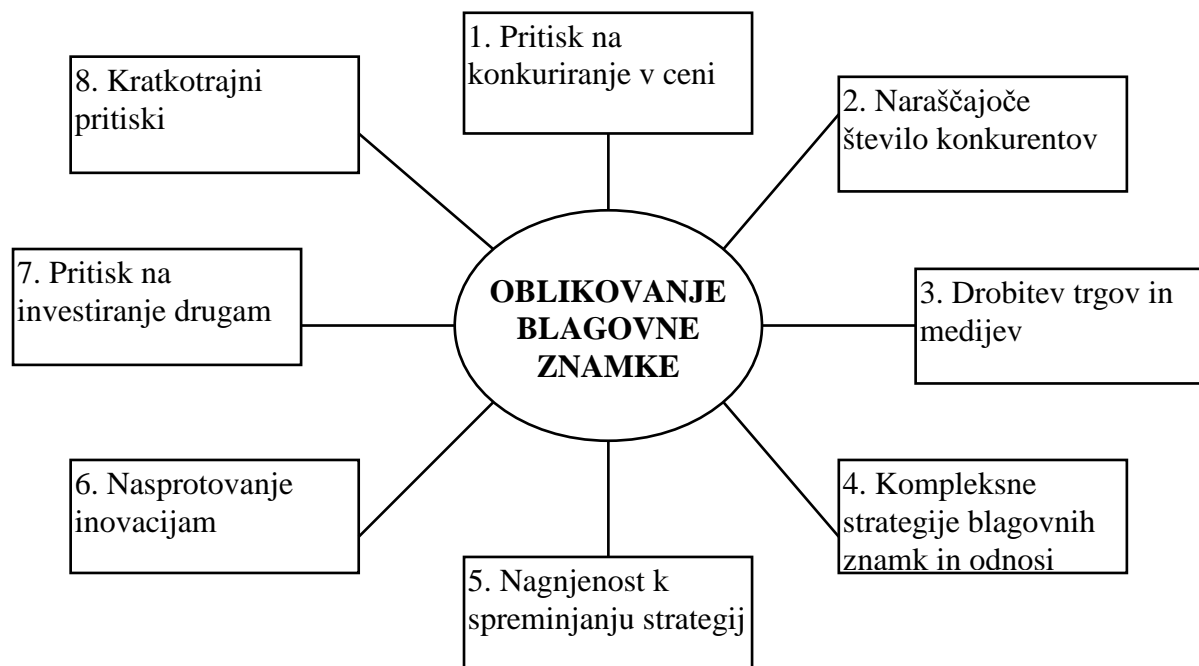 1. Pritisk na
konkuriranje v ceni
2. Naraščajoče
število konkurentov
3. Drobitev trgov in
medijev
4. Kompleksne
strategije blagovnih
znamk in odnosi
5. Nagnjenost k
spreminjanju strategij
6. Nasprotovanje
inovacijam
7. Pritisk na
investiranje drugam
8. Kratkotrajni
pritiski
OBLIKOVANJE
BLAGOVNE
ZNAMKE